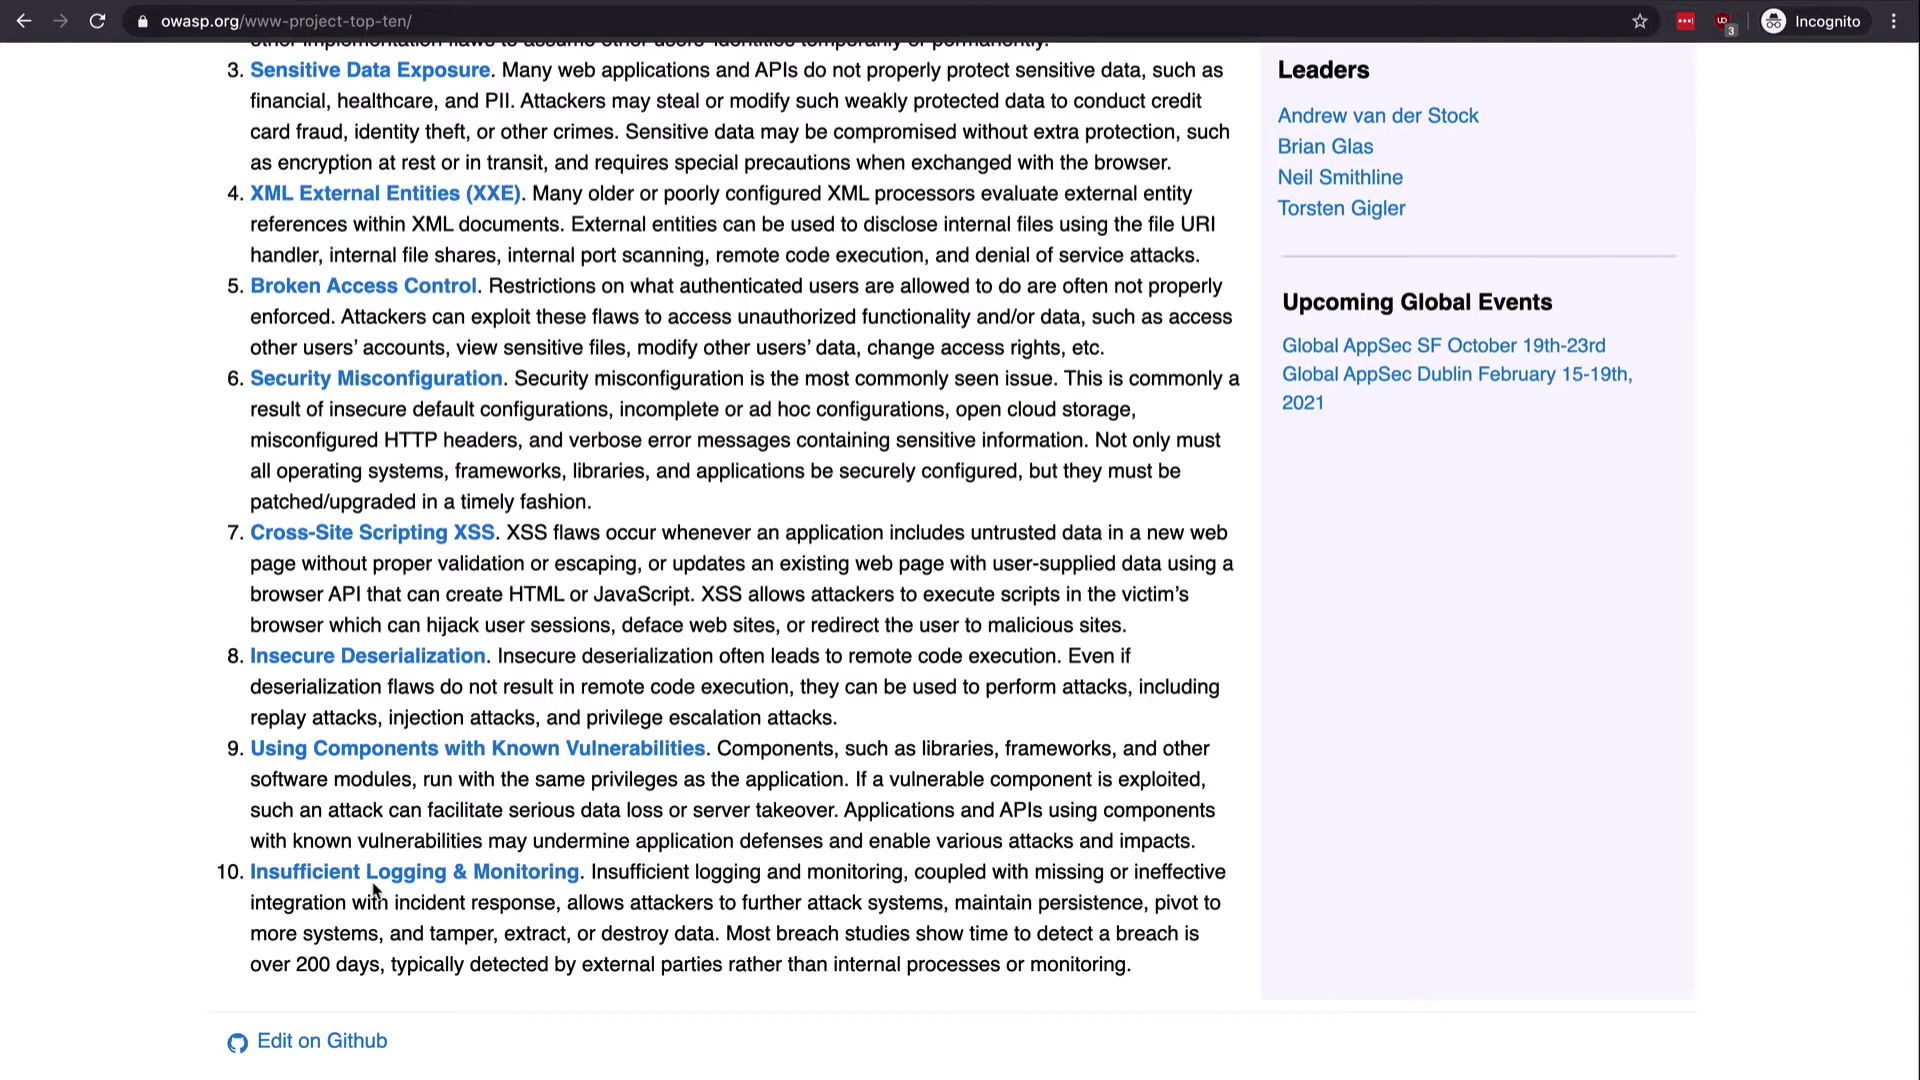 owasp.org/www-project-top-ten/
3
Incognito
other implementation flaws to assume other users' identities temporarily or permanently.
3. Sensitive Data Exposure. Many web applications and APIs do not properly protect sensitive data, such as
financial, healthcare, and PII. Attackers may steal or modify such weakly protected data to conduct credit
card fraud, identity theft, or other crimes. Sensitive data may be compromised without extra protection, such
as encryption at rest or in transit, and requires special precautions when exchanged with the browser.
4. XML External Entities (XXE). Many older or poorly configured XML processors evaluate external entity
references within XML documents. External entities can be used to disclose internal files using the file URI
handler, internal file shares, internal port scanning, remote code execution, and denial of service attacks.
5. Broken Access Control. Restrictions on what authenticated users are allowed to do are often not properly
enforced. Attackers can exploit these flaws to access unauthorized functionality and/or data, such as access
other users’ accounts, view sensitive files, modify other users’ data, change access rights, etc.
6. Security Misconfiguration. Security misconfiguration is the most commonly seen issue. This is commonly a
result of insecure default configurations, incomplete or ad hoc configurations, open cloud storage,
misconfigured HTTP headers, and verbose error messages containing sensitive information. Not only must
all operating systems, frameworks, libraries, and applications be securely configured, but they must be
patched/upgraded in a timely fashion.
7. Cross-Site Scripting XSS. XSS flaws occur whenever an application includes untrusted data in a new web
page without proper validation or escaping, or updates an existing web page with user-supplied data using a
browser API that can create HTML or JavaScript. XSS allows attackers to execute scripts in the victim’s
browser which can hijack user sessions, deface web sites, or redirect the user to malicious sites.
8. Insecure Deserialization. Insecure deserialization often leads to remote code execution. Even if
deserialization flaws do not result in remote code execution, they can be used to perform attacks, including
replay attacks, injection attacks, and privilege escalation attacks.
9. Using Components with Known Vulnerabilities. Components, such as libraries, frameworks, and other
software modules, run with the same privileges as the application. If a vulnerable component is exploited,
such an attack can facilitate serious data loss or server takeover. Applications and APIs using components
with known vulnerabilities may undermine application defenses and enable various attacks and impacts.
10. Insufficient Logging & Monitoring. Insufficient logging and monitoring, coupled with missing or ineffective
integration with incident response, allows attackers to further attack systems, maintain persistence, pivot to
more systems, and tamper, extract, or destroy data. Most breach studies show time to detect a breach is
over 200 days, typically detected by external parties rather than internal processes or monitoring.
Edit on Github
Leaders
Andrew van der Stock
Brian Glas
Neil Smithline
Torsten Gigler
Upcoming Global Events
Global AppSec SF October 19th-23rd
Global AppSec Dublin February 15-19th,
2021